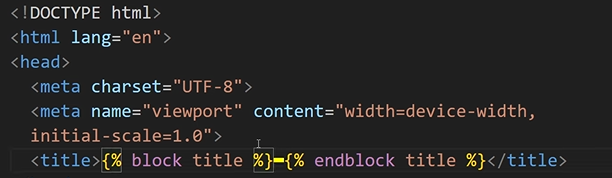 <!DOCTYPE html>
<html lang="en">
<head>
<meta charset="UTF-8">
<meta name="viewport" content="width=device-width,
initial-scale=1.0">
<title>{% block title %}{% endblock title %}</title>